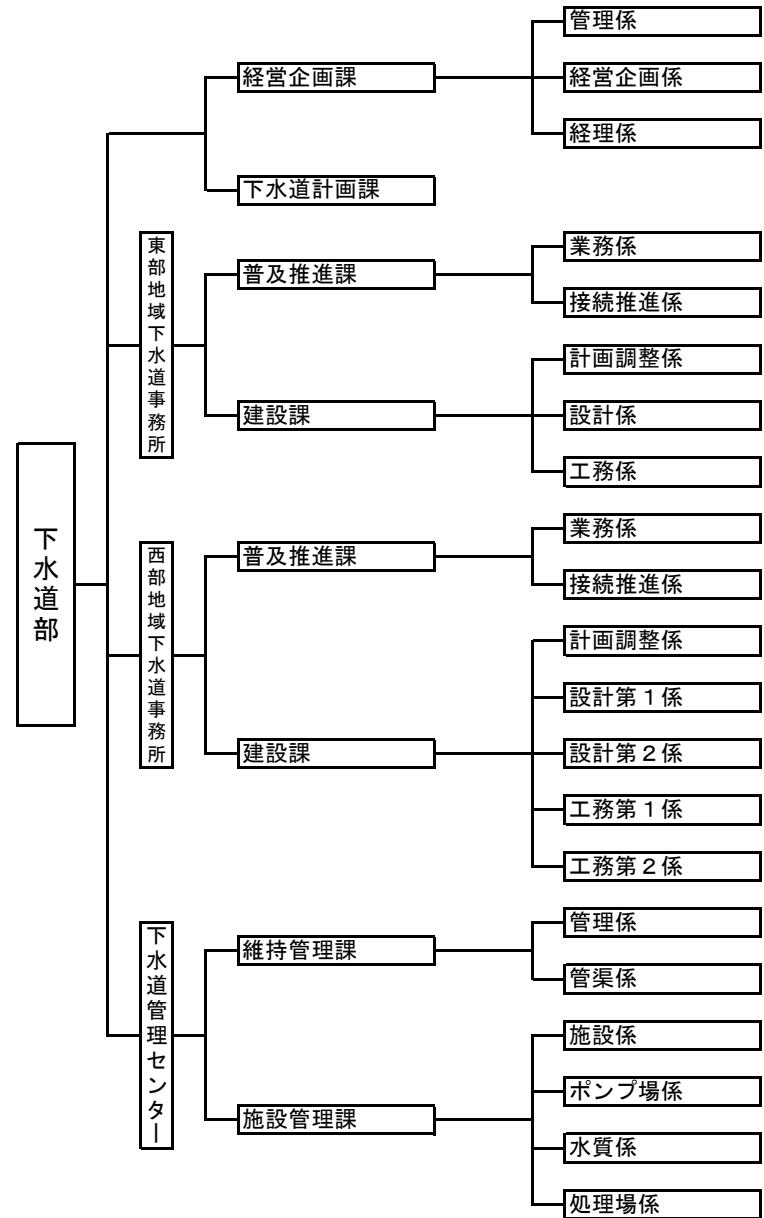 下水道部
経営企画課
管理係
経営企画係
経理係
下水道計画課
東部地域下水道事務所
普及推進課
業務係
接続推進係
建設課
計画調整係
設計係
工務係
西部地域下水道事務所
普及推進課
業務係
接続推進係
建設課
計画調整係
設計第１係
設計第２係
工務第１係
工務第２係
下水道管理センター
維持管理課
管理係
管渠係
施設管理課
施設係
ポンプ場係
水質係
処理場係